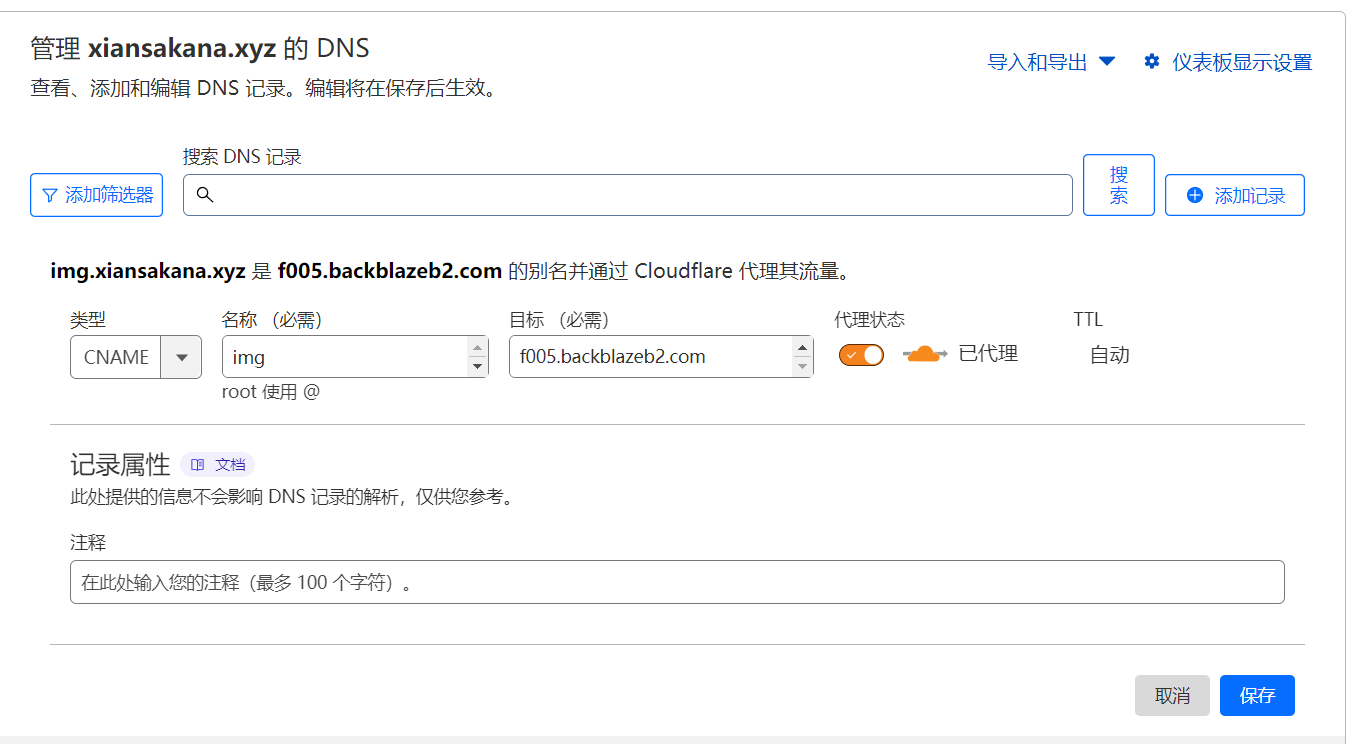 管理 xiansakana.xyz 的 DNS
导入和导出 仪表板显示设置
查看、添加和编辑 DNS 记录。编辑将在保存后生效。
搜索 DNS 记录
添加筛选器
搜
索
添加记录
img.xiansakana.xyz 是 f005.backblazeb2.com 的别名并通过 Cloudflare 代理其流量。
类型 名称 （必需） 目标 （必需） 代理状态 TTL
CNAME img f005.backblazeb2.com 已代理 自动
root 使用 @
记录属性 文档
此处提供的信息不会影响 DNS 记录的解析，仅供您参考。
注释
在此处输入您的注释（最多 100 个字符）。
取消 保存